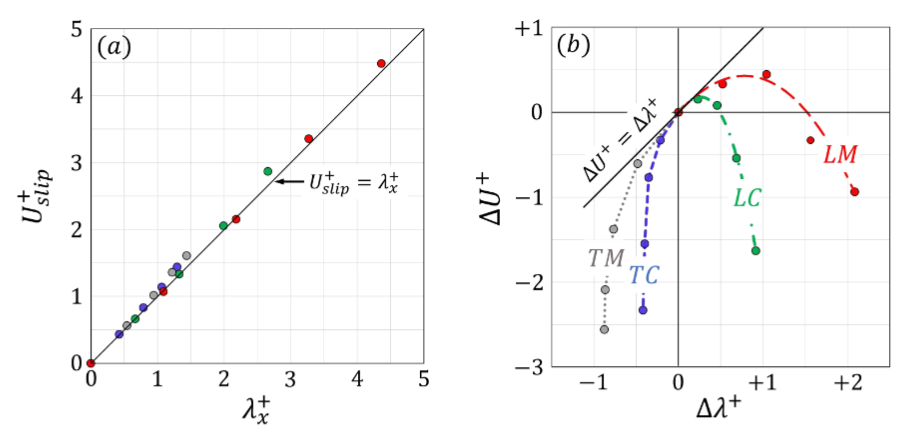 (a)
5
4
3
2
1
0
U⁺slip
U⁺slip = λ⁺x
0 1 2 3 4 5
λ⁺x
(b)
+1
0
−1
−2
−3
ΔU⁺
ΔU⁺ = Δλ⁺
LM
LC
TM
TC
−1 0 +1 +2
Δλ⁺